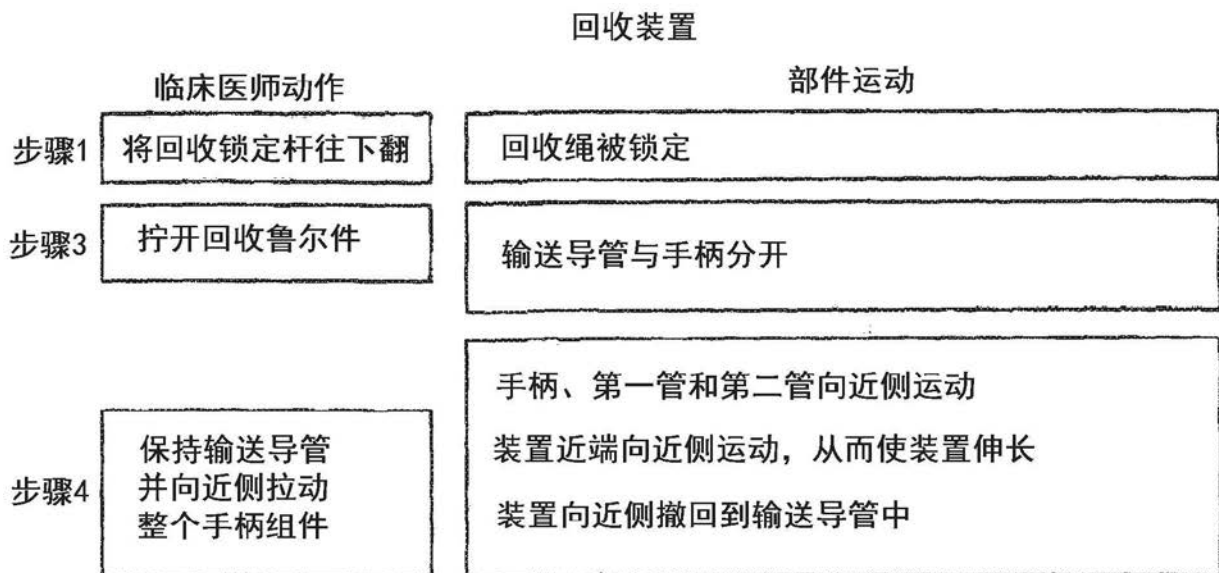 回收装置
临床医师动作
部件运动
步骤1
将回收锁定杆往下翻
回收绳被锁定
步骤3
拧开回收鲁尔件
输送导管与手柄分开
步骤4
保持输送导管
并向近侧拉动
整个手柄组件
手柄、第一管和第二管向近侧运动
装置近端向近侧运动，从而使装置伸长
装置向近侧撤回到输送导管中